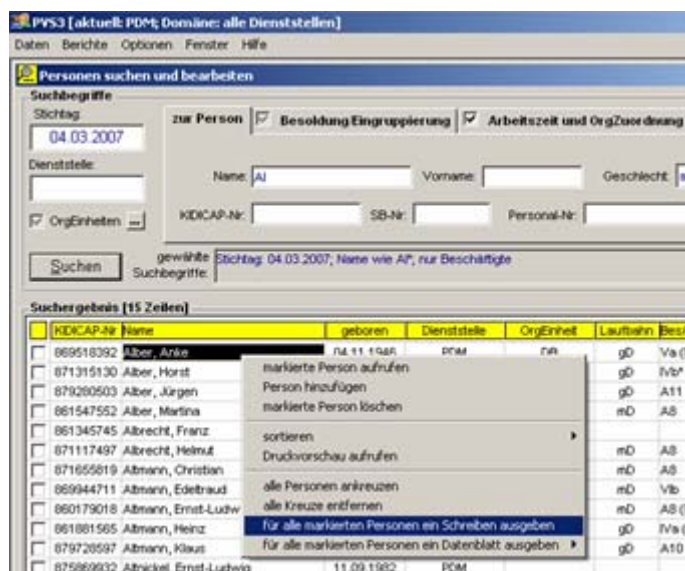 PVS3 [aktuell: PDM; Domäne: alle Dienststellen]
Daten Berichte Optionen Fenster Hilfe
Personen suchen und bearbeiten
Suchbegriffe
Stichtag:
04.03.2007
zur Person Besoldung Eingruppierung Arbeitszeit und OrgZuordnung
Dienststelle:
Name: Al Vorname: Geschlecht:
OrgEinheiten ... KIDICAP-Nr: SB-Nr: Personal-Nr:
Suchen gewählte Suchbegriffe: Stichtag: 04.03.2007; Name wie Al*; nur Beschäftigte
Suchergebnis [15 Zeilen]
KIDICAP-Nr Name geboren Dienststelle OrgEinheit Laufbahn
869518392 Alber, Anke 04.11.1946 PDM gD Va
871315130 Alber, Horst gD IVb*
879280503 Alber, Jürgen gD A11
861547552 Alber, Martina mD A8
861345745 Albrecht, Franz
871117497 Albrecht, Helmut mD A8
871655819 Altmann, Christian mD A8
869944711 Altmann, Edeltraud mD VIb
860179018 Altmann, Ernst-Ludw mD A8
861881565 Altmann, Heinz gD IVa
879728597 Altmann, Klaus gD A10
875869932 Altnickel, Ernst-Ludwig 11.09.1982 PDM
markierte Person aufrufen
Person hinzufügen
markierte Person löschen
sortieren
Druckvorschau aufrufen
alle Personen ankreuzen
alle Kreuze entfernen
für alle markierten Personen ein Schreiben ausgeben
für alle markierten Personen ein Datenblatt ausgeben